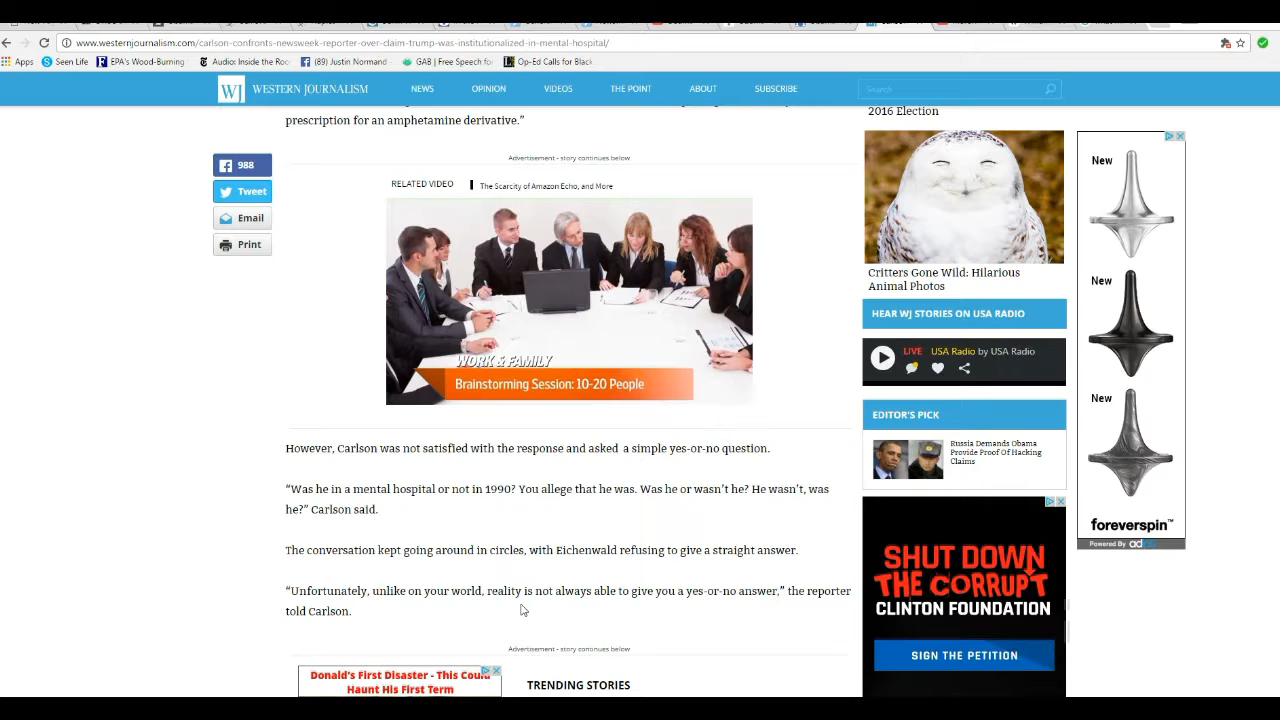 www.westernjournalism.com/carlson-confronts-newsweek-reporter-over-claim-trump-was-institutionalized-in-mental-hospital/
Apps Seen Life EPA's Wood-Burning Audio: Inside the Roo (89) Justin Normand GAB | Free Speech fo Op-Ed Calls for Black
WJ WESTERN JOURNALISM NEWS OPINION VIDEOS THE POINT ABOUT SUBSCRIBE Search
prescription for an amphetamine derivative.”
Advertisement - story continues below
988
Tweet
Email
Print
RELATED VIDEO The Scarcity of Amazon Echo, and More
WORK & FAMILY
Brainstorming Session: 10-20 People
However, Carlson was not satisfied with the response and asked a simple yes-or-no question.
“Was he in a mental hospital or not in 1990? You allege that he was. Was he or wasn’t he? He wasn’t, was
he?” Carlson said.
The conversation kept going around in circles, with Eichenwald refusing to give a straight answer.
“Unfortunately, unlike on your world, reality is not always able to give you a yes-or-no answer,” the reporter
told Carlson.
Advertisement - story continues below
Donald's First Disaster - This Could
Haunt His First Term
TRENDING STORIES
2016 Election
Critters Gone Wild: Hilarious
Animal Photos
HEAR WJ STORIES ON USA RADIO
LIVE USA Radio by USA Radio
EDITOR'S PICK
Russia Demands Obama
Provide Proof Of Hacking
Claims
SHUT DOWN
THE CORRUPT
CLINTON FOUNDATION
SIGN THE PETITION
New
New
New
foreverspin™
Powered By